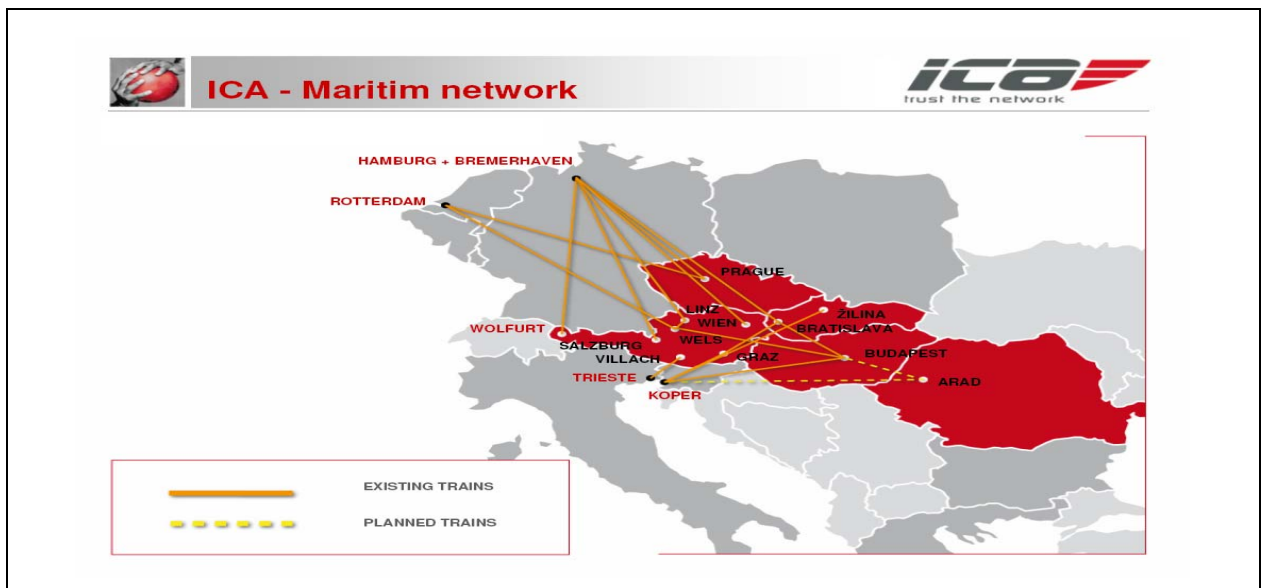 ICA - Maritim network
ica
trust the network
HAMBURG + BREMERHAVEN
ROTTERDAM
PRAGUE
LINZ
ŽILINA
WIEN
BRATISLAVA
WOLFURT
SALZBURG
WELS
VILLACH
GRAZ
BUDAPEST
TRIESTE
ARAD
KOPER
EXISTING TRAINS
PLANNED TRAINS